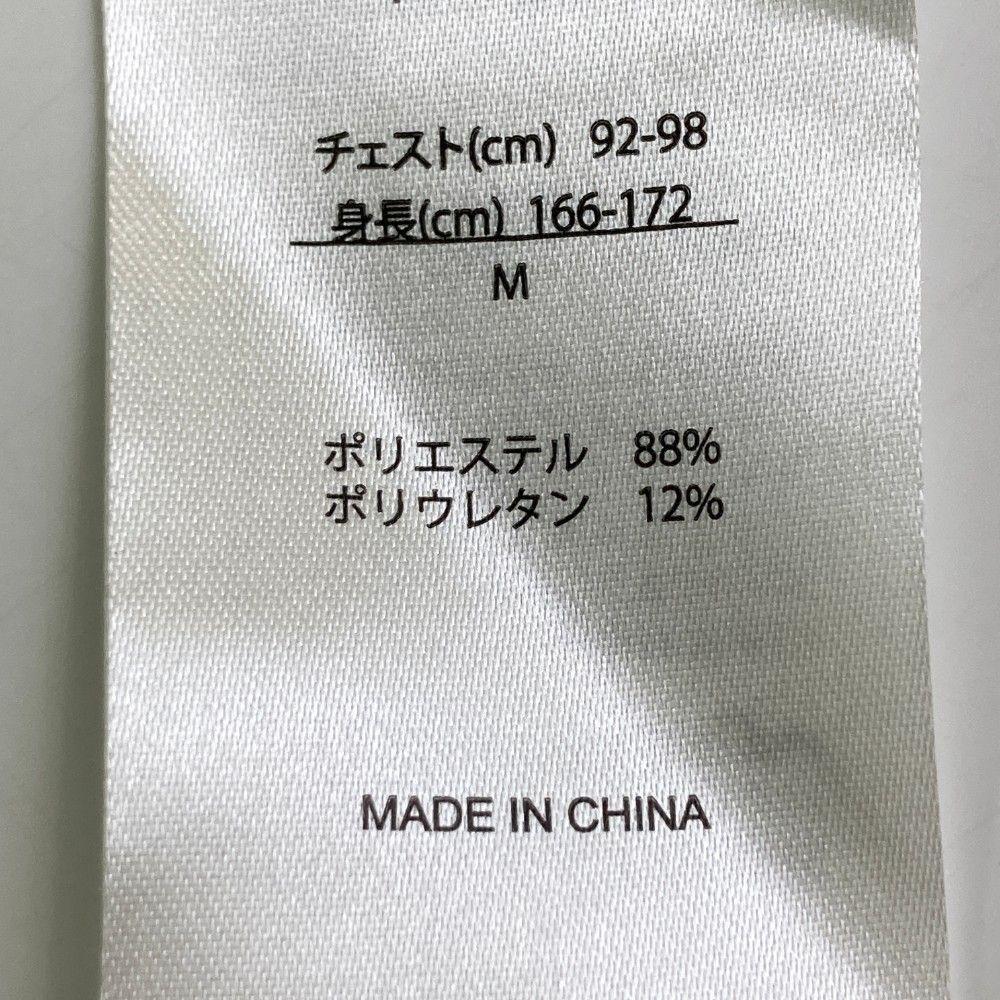 チェスト(cm) 92-98
身長(cm) 166-172
M
ポリエステル 88%
ポリウレタン 12%
MADE IN CHINA